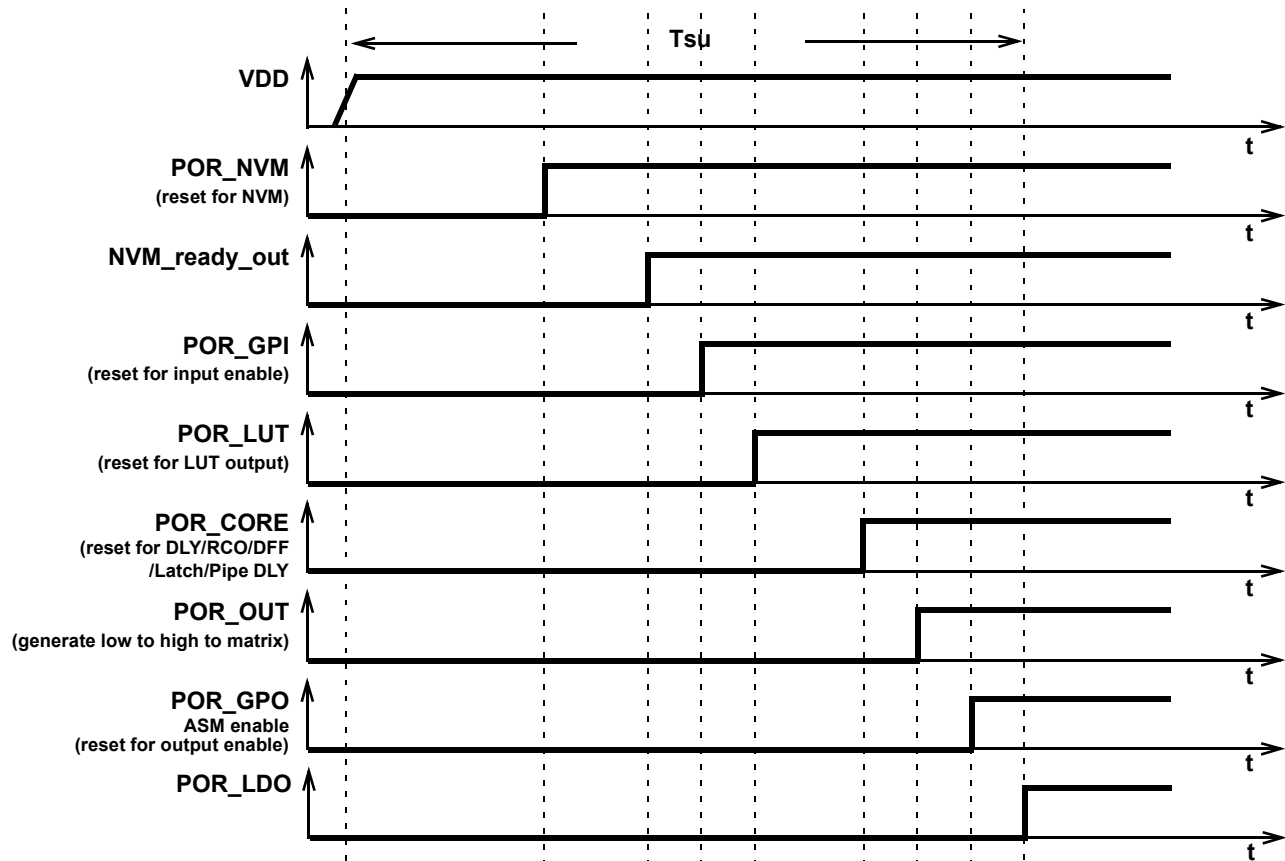 Tsu
VDD
t
POR_NVM
(reset for NVM)
t
NVM_ready_out
t
POR_GPI
(reset for input enable)
t
POR_LUT
(reset for LUT output)
t
POR_CORE
(reset for DLY/RCO/DFF
/Latch/Pipe DLY
t
POR_OUT
(generate low to high to matrix)
t
POR_GPO
ASM enable
(reset for output enable)
t
POR_LDO
t